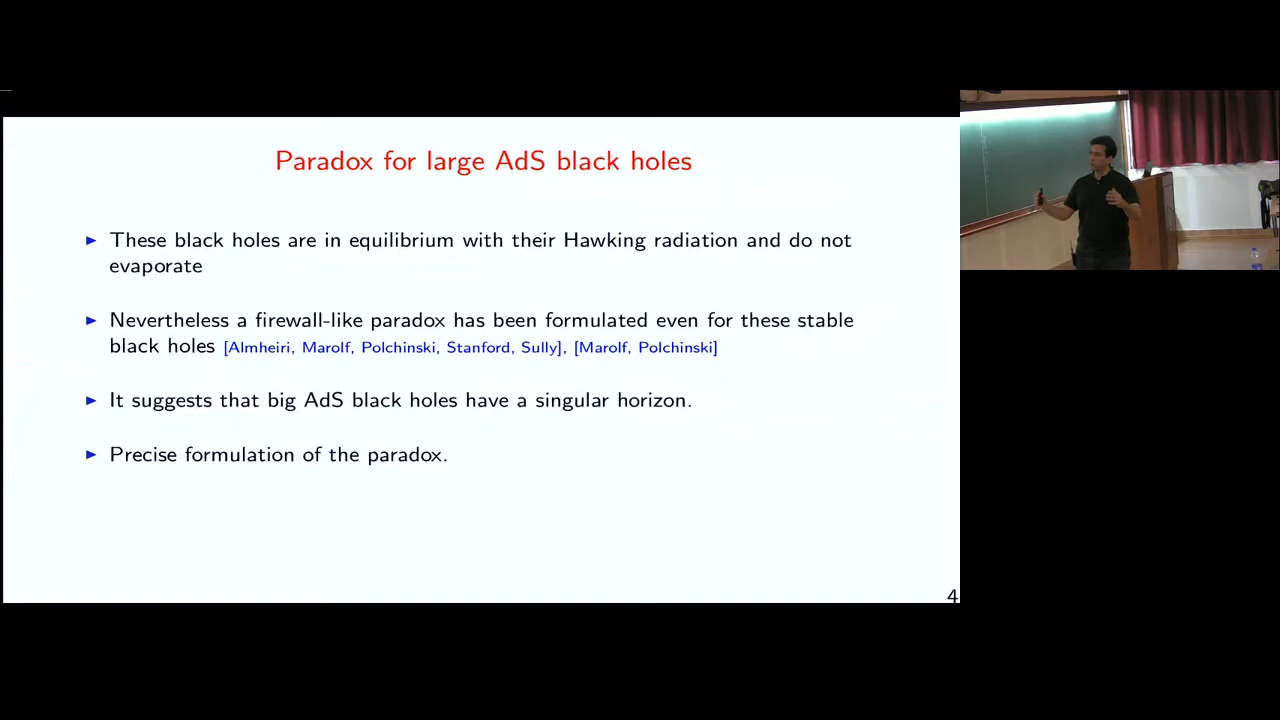 Paradox for large AdS black holes
► These black holes are in equilibrium with their Hawking radiation and do not
evaporate
► Nevertheless a firewall-like paradox has been formulated even for these stable
black holes [Almheiri, Marolf, Polchinski, Stanford, Sully], [Marolf, Polchinski]
► It suggests that big AdS black holes have a singular horizon.
► Precise formulation of the paradox.
4